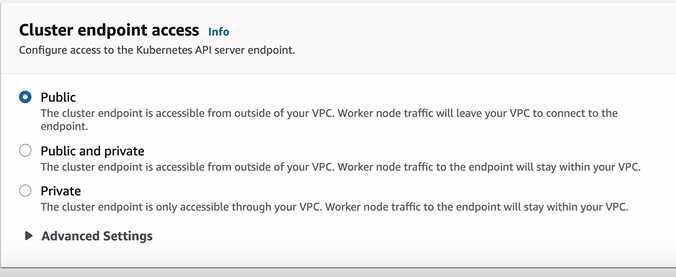 Cluster endpoint access Info
Configure access to the Kubernetes API server endpoint.
Public
The cluster endpoint is accessible from outside of your VPC. Worker node traffic will leave your VPC to connect to the
endpoint.
Public and private
The cluster endpoint is accessible from outside of your VPC. Worker node traffic to the endpoint will stay within your VPC.
Private
The cluster endpoint is only accessible through your VPC. Worker node traffic to the endpoint will stay within your VPC.
Advanced Settings